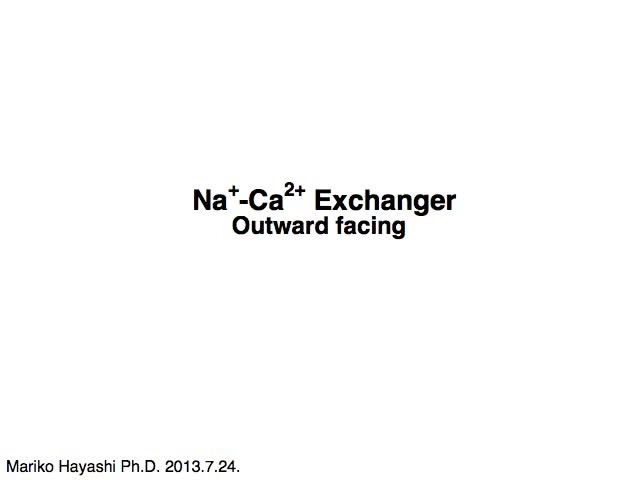 Na⁺-Ca²⁺ Exchanger
Outward facing
Mariko Hayashi Ph.D. 2013.7.24.